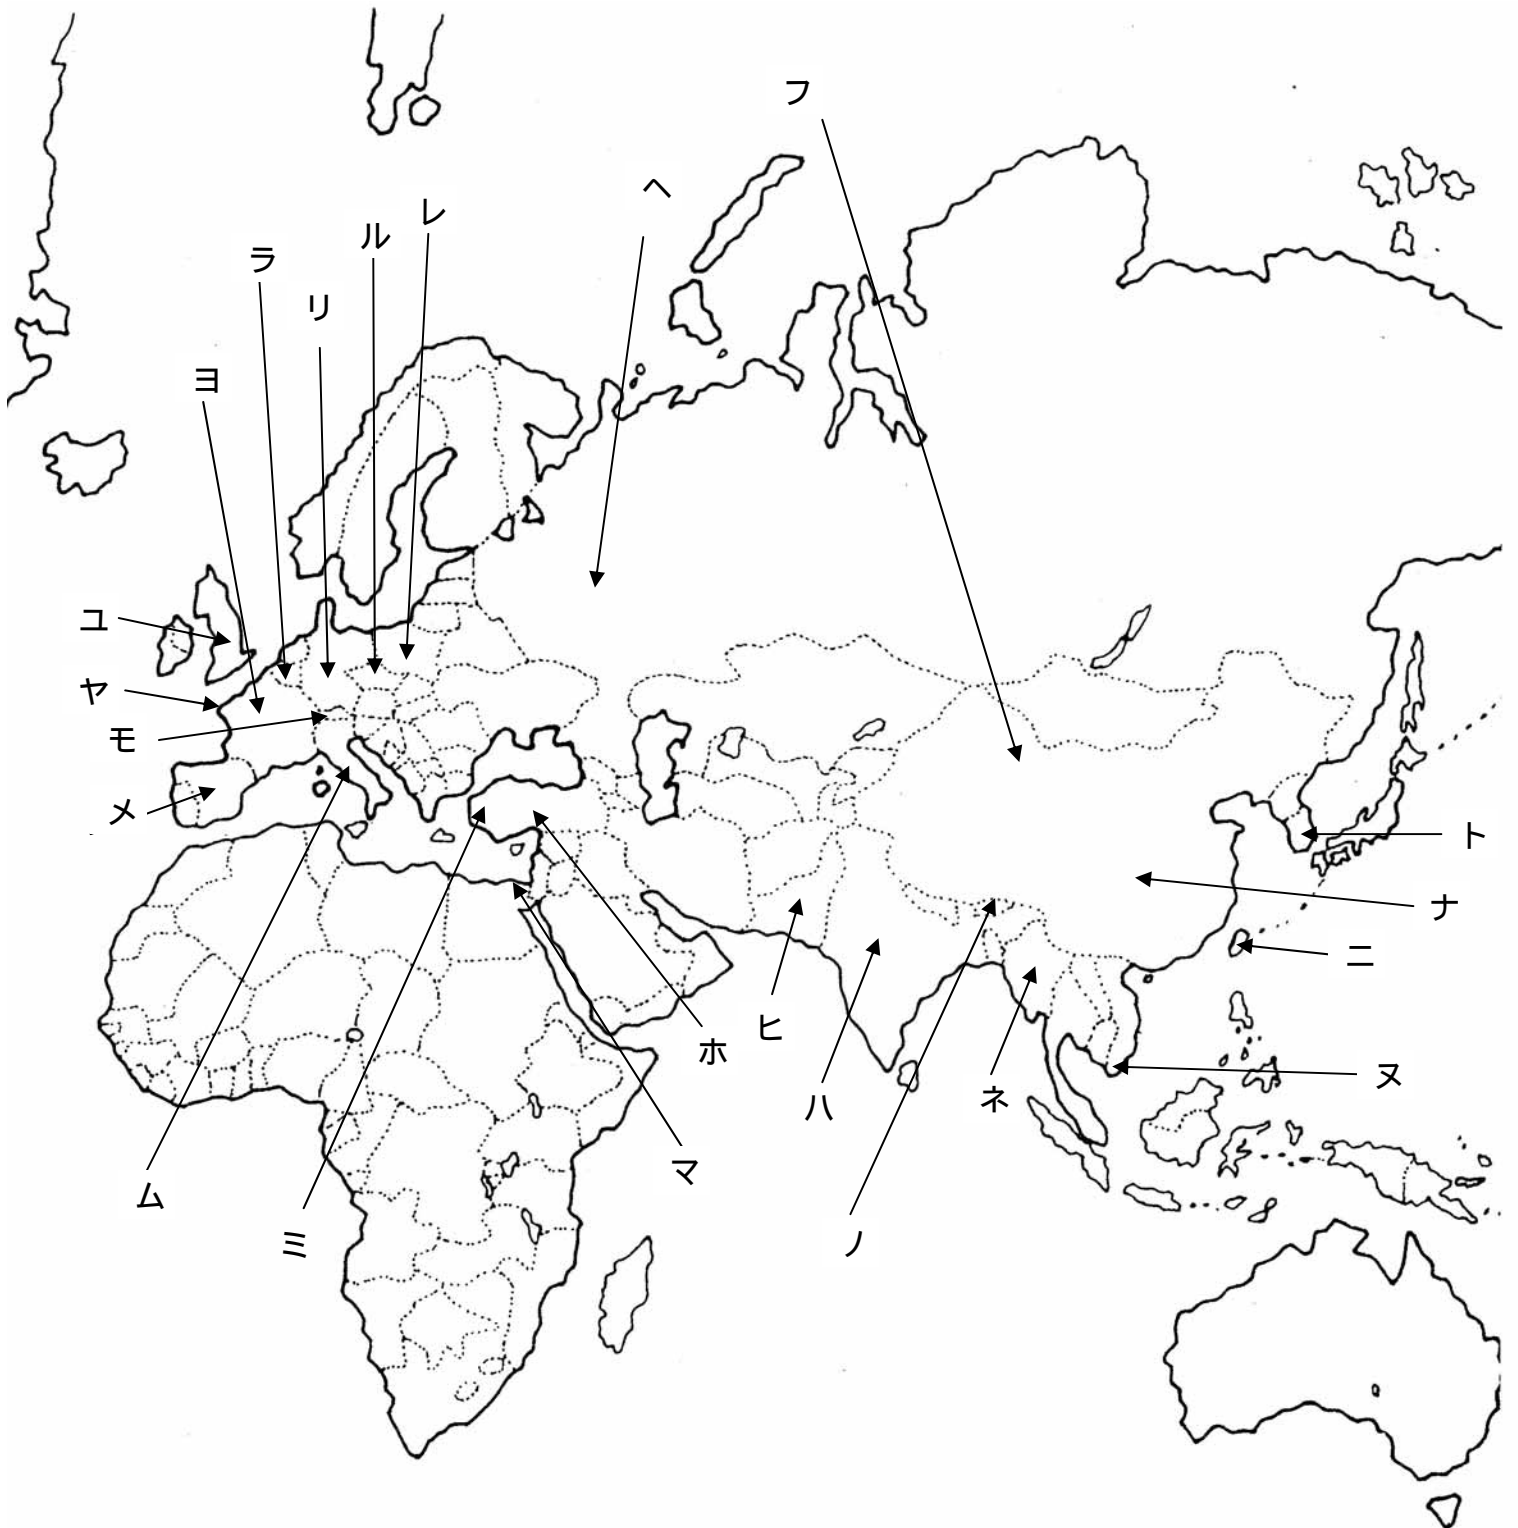 フ
ヘ
レ
ル
ラ
リ
ヨ
ユ
ヤ
モ
メ
ト
ナ
ニ
ヒ
ホ
ヌ
ネ
ハ
マ
ム
ミ
ノ